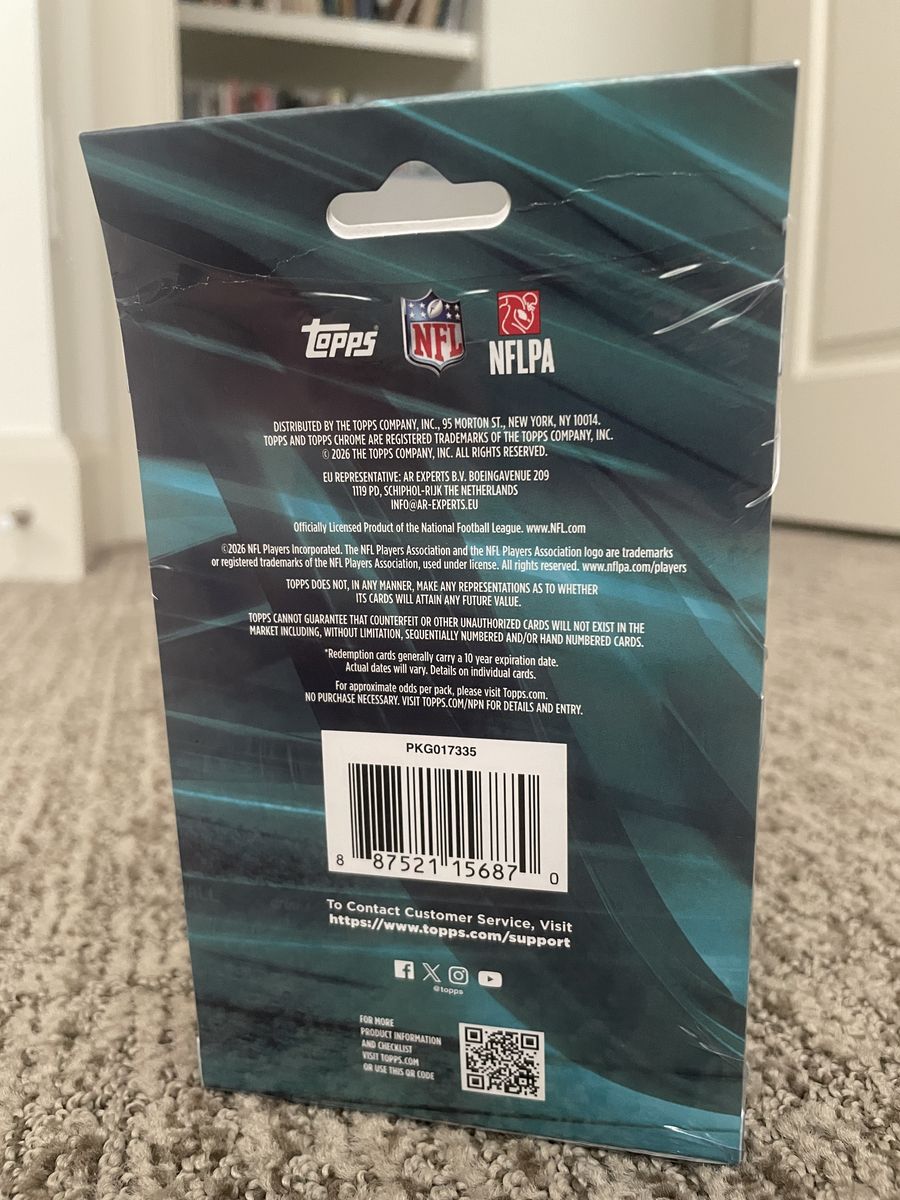 Topps
NFL
NFLPA
DISTRIBUTED BY THE TOPPS COMPANY, INC., 95 MORTON ST., NEW YORK, NY 10014.
TOPPS AND TOPPS CHROME ARE REGISTERED TRADEMARKS OF THE TOPPS COMPANY, INC.
© 2026 THE TOPPS COMPANY, INC. ALL RIGHTS RESERVED.
EU REPRESENTATIVE: AR EXPERTS B.V. BOEINGAVENUE 209
1119 PD, SCHIPHOL-RIJK THE NETHERLANDS
INFO@AR-EXPERTS.EU
Officially Licensed Product of the National Football League. www.NFL.com
©2026 NFL Players Incorporated. The NFL Players Association and the NFL Players Association logo are trademarks
or registered trademarks of the NFL Players Association, used under license. All rights reserved. www.nflpa.com/players
TOPPS DOES NOT, IN ANY MANNER, MAKE ANY REPRESENTATIONS AS TO WHETHER
ITS CARDS WILL ATTAIN ANY FUTURE VALUE.
TOPPS CANNOT GUARANTEE THAT COUNTERFEIT OR OTHER UNAUTHORIZED CARDS WILL NOT EXIST IN THE
MARKET INCLUDING, WITHOUT LIMITATION, SEQUENTIALLY NUMBERED AND/OR HAND NUMBERED CARDS.
*Redemption cards generally carry a 10 year expiration date.
Actual dates will vary. Details on individual cards.
For approximate odds per pack, please visit Topps.com.
NO PURCHASE NECESSARY. VISIT TOPPS.COM/NPN FOR DETAILS AND ENTRY.
PKG017335
8 87521 15687 0
To Contact Customer Service, Visit
https://www.topps.com/support
@topps
FOR MORE
PRODUCT INFORMATION
AND CHECKLIST
VISIT TOPPS.COM
OR USE THIS QR CODE